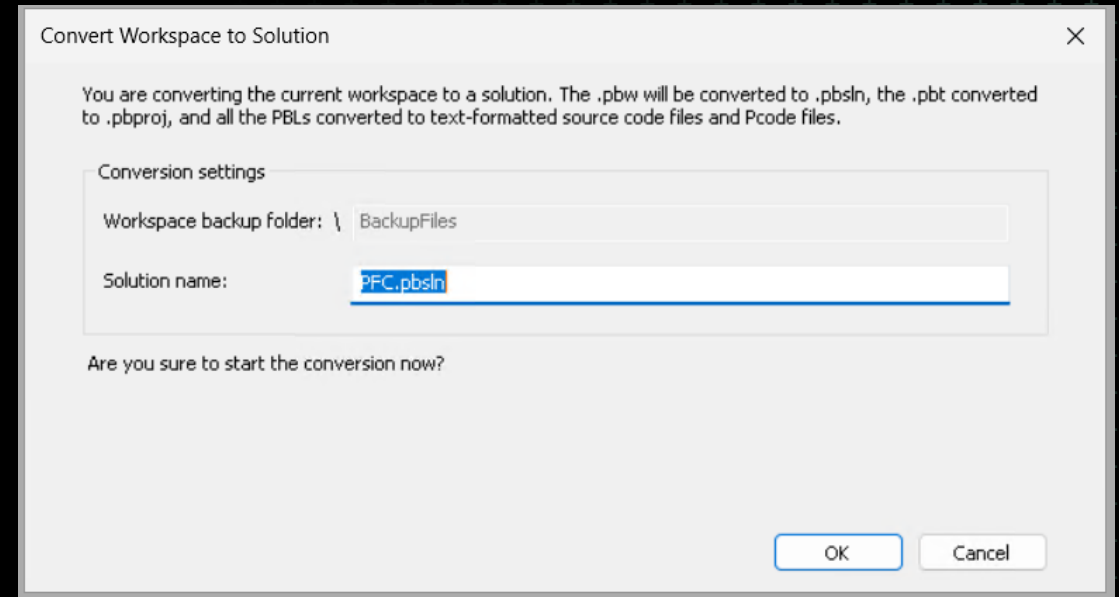 Convert Workspace to Solution
You are converting the current workspace to a solution. The .pbw will be converted to .pbsln, the .pbt converted
to .pbproj, and all the PBLs converted to text-formatted source code files and Pcode files.
Conversion settings
Workspace backup folder: \ BackupFiles
Solution name: PFC.pbsln
Are you sure to start the conversion now?
OK Cancel